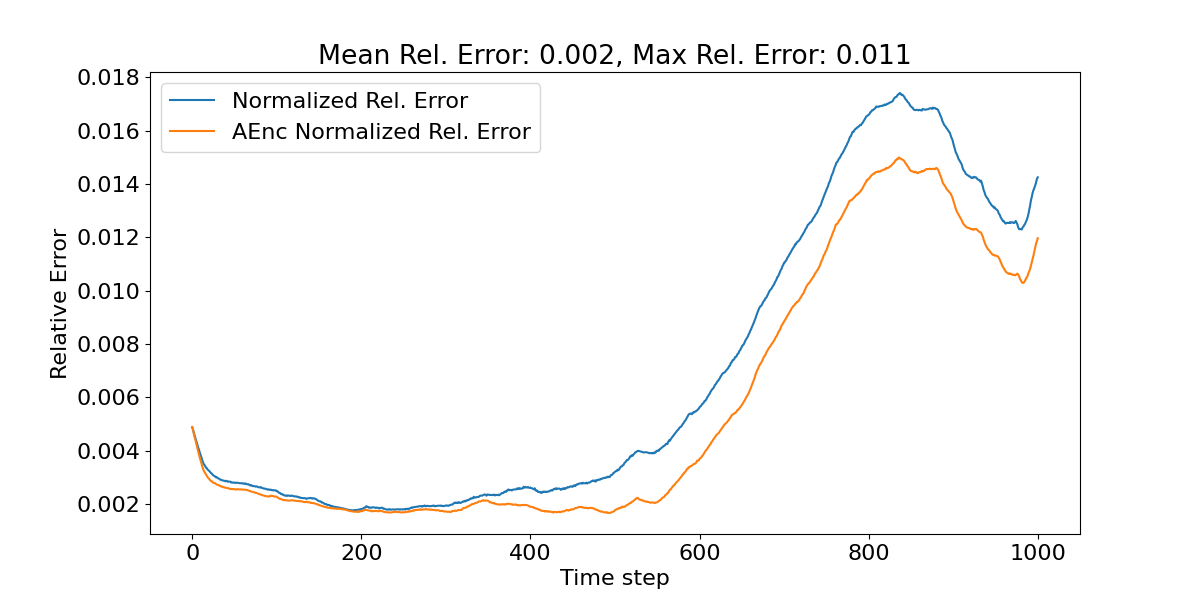 Mean Rel. Error: 0.002, Max Rel. Error: 0.011
Normalized Rel. Error
AEnc Normalized Rel. Error
Relative Error
0.018
0.016
0.014
0.012
0.010
0.008
0.006
0.004
0.002
0 200 400 600 800 1000
Time step